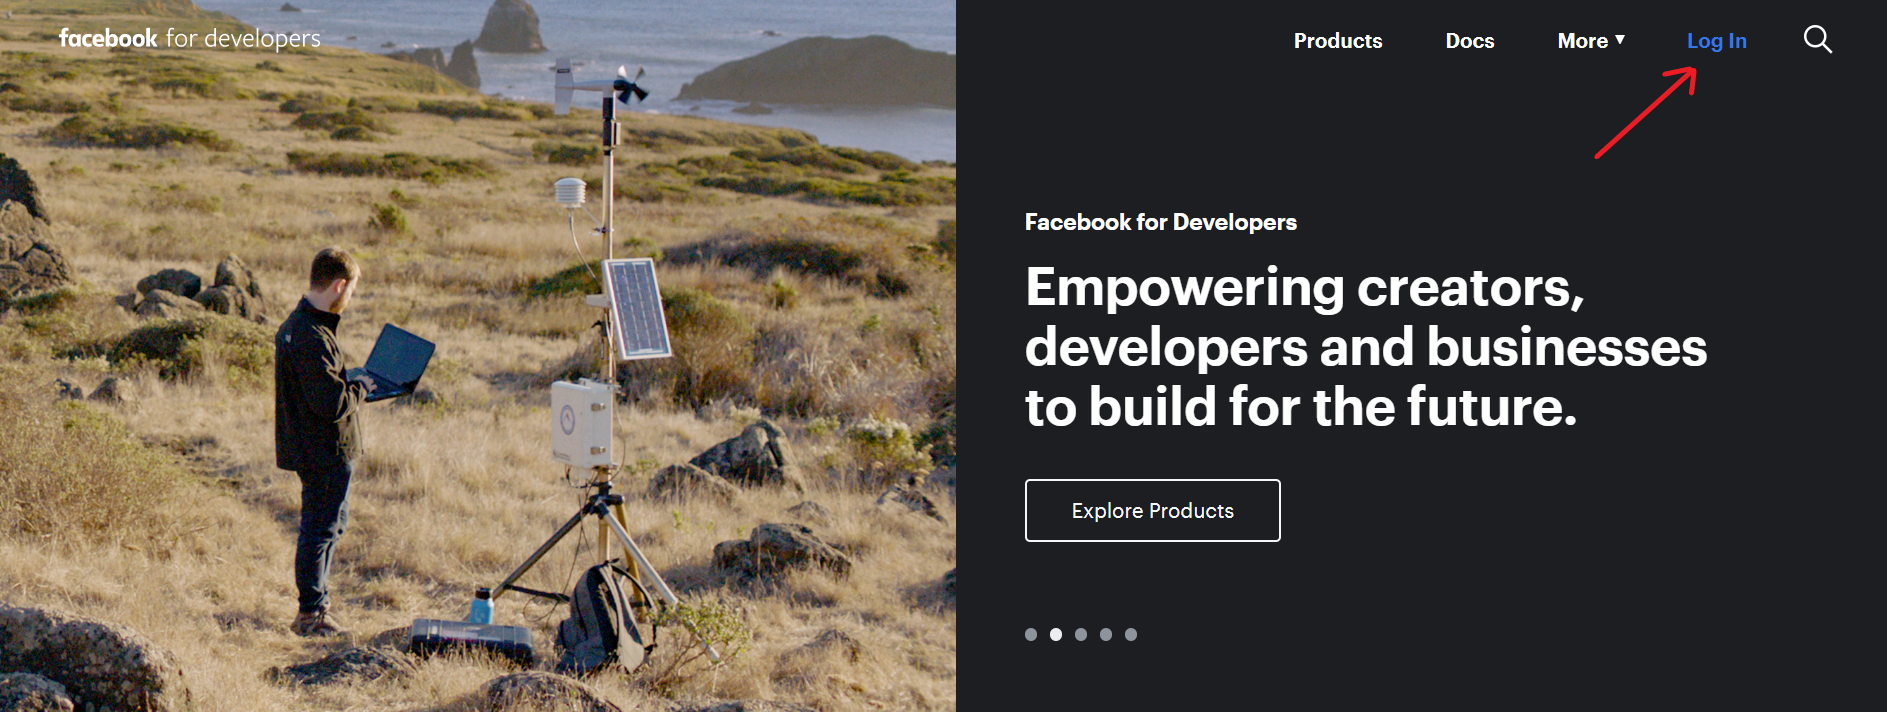 facebook for developers
Products
Docs
More ▼
Log In
Facebook for Developers
Empowering creators,
developers and businesses
to build for the future.
Explore Products